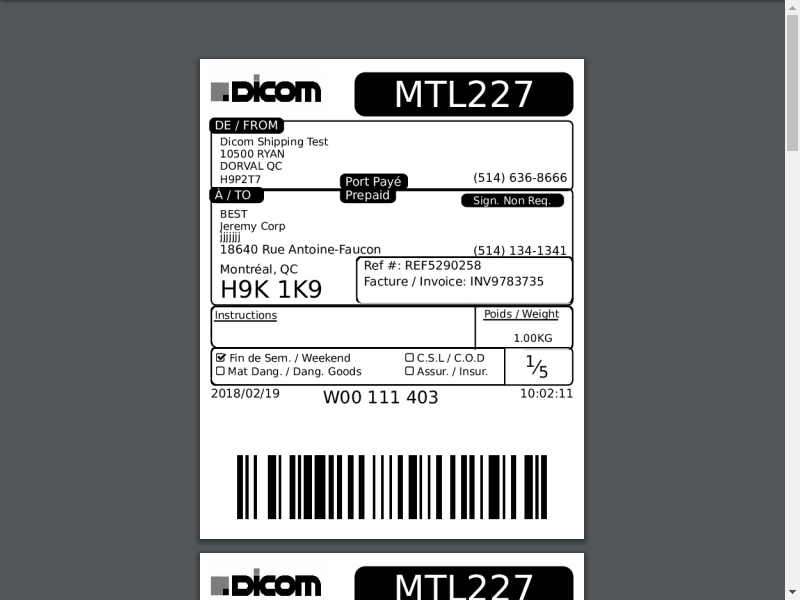 Dicom
MTL227
DE / FROM
Dicom Shipping Test
10500 RYAN
DORVAL QC
H9P2T7
(514) 636-8666
Port Payé
Prepaid
À / TO
Sign. Non Req.
BEST
Jeremy Corp
jjjjjjj
18640 Rue Antoine-Faucon
(514) 134-1341
Montréal, QC
H9K 1K9
Ref #: REF5290258
Facture / Invoice: INV9783735
Instructions
Poids / Weight
1.00KG
Fin de Sem. / Weekend
C.S.L / C.O.D
Mat Dang. / Dang. Goods
Assur. / Insur.
1/5
2018/02/19
W00 111 403
10:02:11
Dicom
MTL227